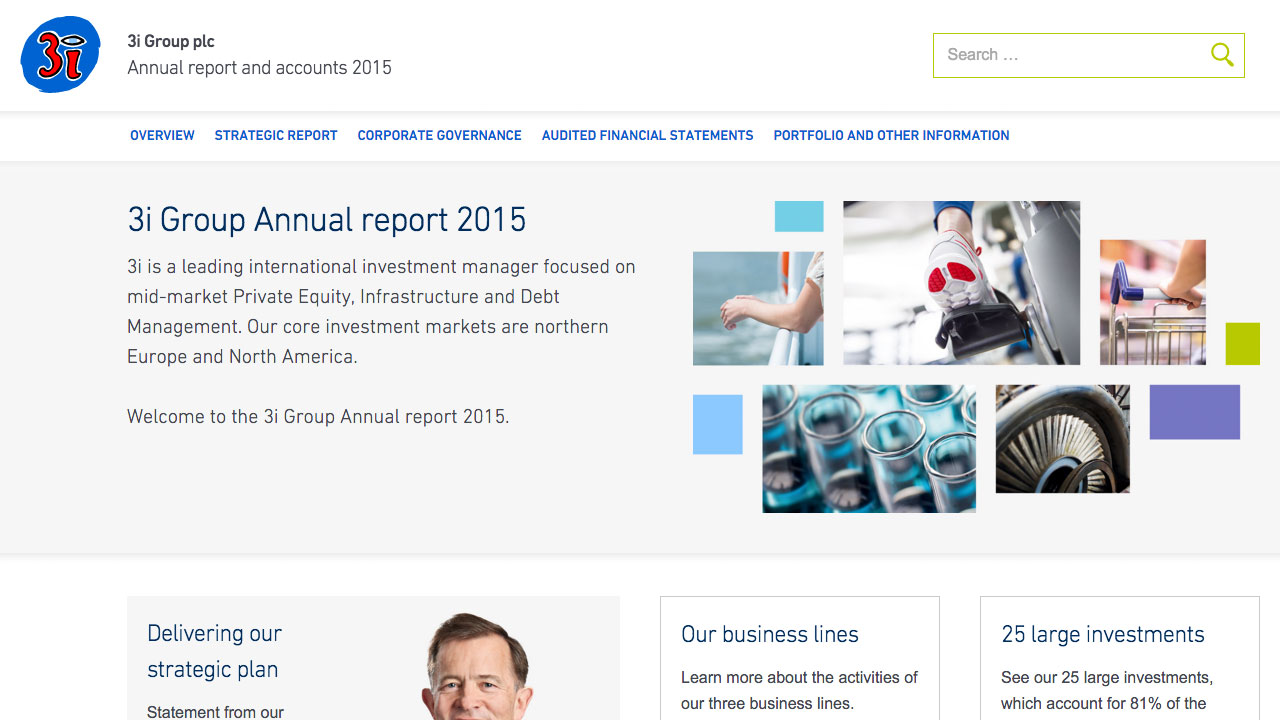 3i
3i Group plc
Annual report and accounts 2015
Search …
OVERVIEW STRATEGIC REPORT CORPORATE GOVERNANCE AUDITED FINANCIAL STATEMENTS PORTFOLIO AND OTHER INFORMATION
3i Group Annual report 2015
3i is a leading international investment manager focused on
mid-market Private Equity, Infrastructure and Debt
Management. Our core investment markets are northern
Europe and North America.
Welcome to the 3i Group Annual report 2015.
Delivering our
strategic plan
Statement from our
Our business lines
Learn more about the activities of
our three business lines.
25 large investments
See our 25 large investments,
which account for 81% of the